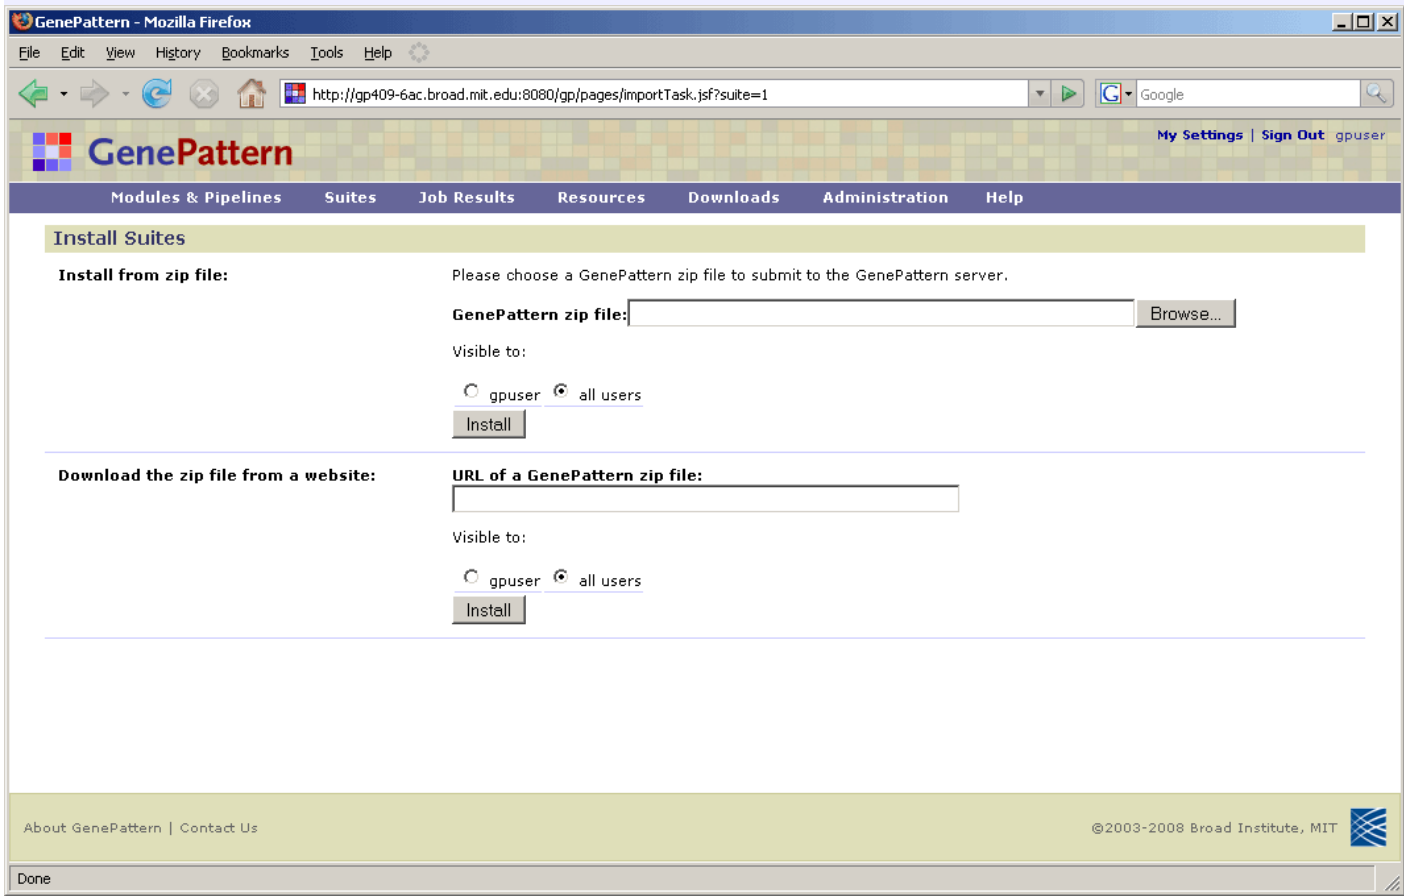 GenePattern - Mozilla Firefox
File Edit View History Bookmarks Tools Help
http://gp409-6ac.broad.mit.edu:8080/gp/pages/importTask.jsf?suite=1 G Google
My Settings | Sign Out gpuser
GenePattern
Modules & Pipelines Suites Job Results Resources Downloads Administration Help
Install Suites
Install from zip file: Please choose a GenePattern zip file to submit to the GenePattern server.
GenePattern zip file: Browse...
Visible to:
gpuser all users
Install
Download the zip file from a website: URL of a GenePattern zip file:
Visible to:
gpuser all users
Install
About GenePattern | Contact Us ©2003-2008 Broad Institute, MIT
Done